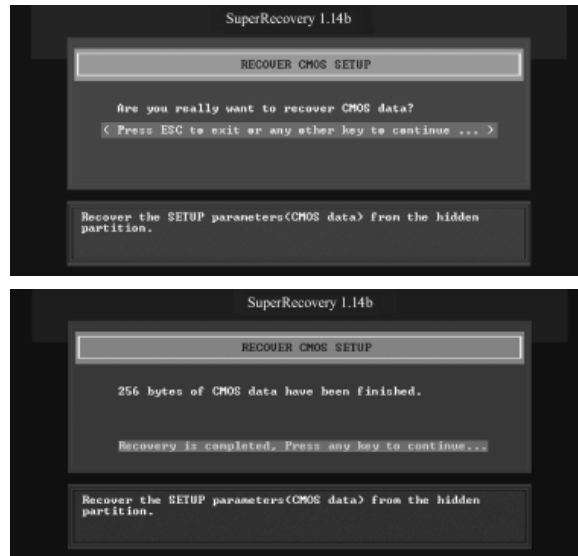 SuperRecovery 1.14b
RECOVER CMOS SETUP
Are you really want to recover CMOS data?
< Press ESC to exit or any other key to continue ... >
Recover the SETUP parameters(CMOS data) from the hidden
partition.
SuperRecovery 1.14b
RECOVER CMOS SETUP
256 bytes of CMOS data have been finished.
Recovery is completed, Press any key to continue...
Recover the SETUP parameters(CMOS data) from the hidden
partition.